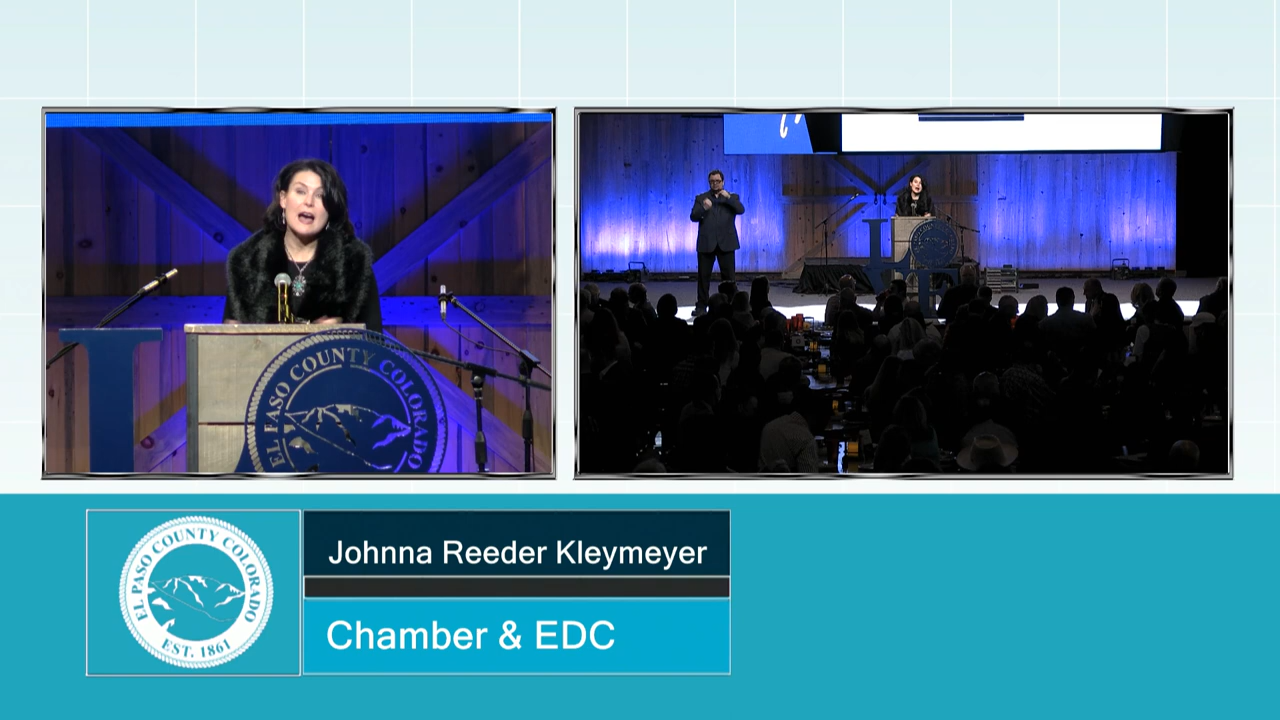 EL PASO COUNTY COLORADO
EL PASO COUNTY COLORADO
EST. 1861
Johnna Reeder Kleymeyer
Chamber & EDC